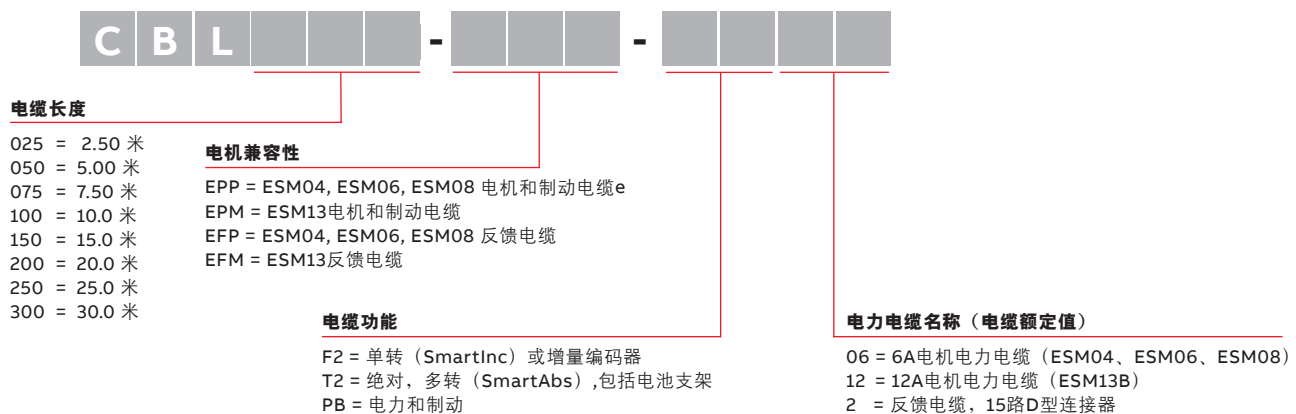 CBL - -
电缆长度
025 = 2.50 米
050 = 5.00 米
075 = 7.50 米
100 = 10.0 米
150 = 15.0 米
200 = 20.0 米
250 = 25.0 米
300 = 30.0 米
电机兼容性
EPP = ESM04, ESM06, ESM08 电机和制动电缆e
EPM = ESM13电机和制动电缆
EFP = ESM04, ESM06, ESM08 反馈电缆
EFM = ESM13反馈电缆
电缆功能
F2 = 单转（SmartInc）或增量编码器
T2 = 绝对，多转（SmartAbs）,包括电池支架
PB = 电力和制动
电力电缆名称（电缆额定值）
06 = 6A电机电力电缆（ESM04、ESM06、ESM08）
12 = 12A电机电力电缆（ESM13B）
2 = 反馈电缆，15路D型连接器